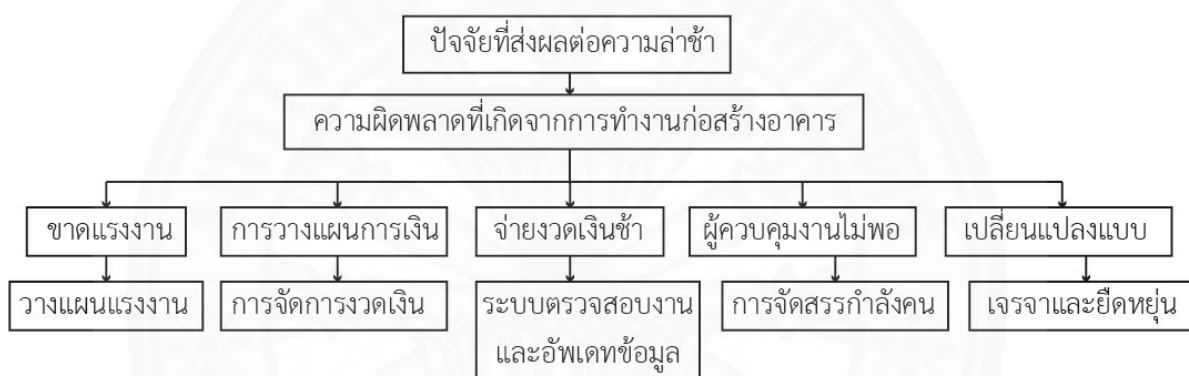 ปัจจัยที่ส่งผลต่อความล่าช้า
ความผิดพลาดที่เกิดจากการทำงานก่อสร้างอาคาร
ขาดแรงงาน
การวางแผนการเงิน
จ่ายงวดเงินช้า
ผู้ควบคุมงานไม่พอ
เปลี่ยนแปลงแบบ
วางแผนแรงงาน
การจัดการงวดเงิน
ระบบตรวจสอบงาน
และอัพเดทข้อมูล
การจัดสรรกำลังคน
เจรจาและยืดหยุ่น